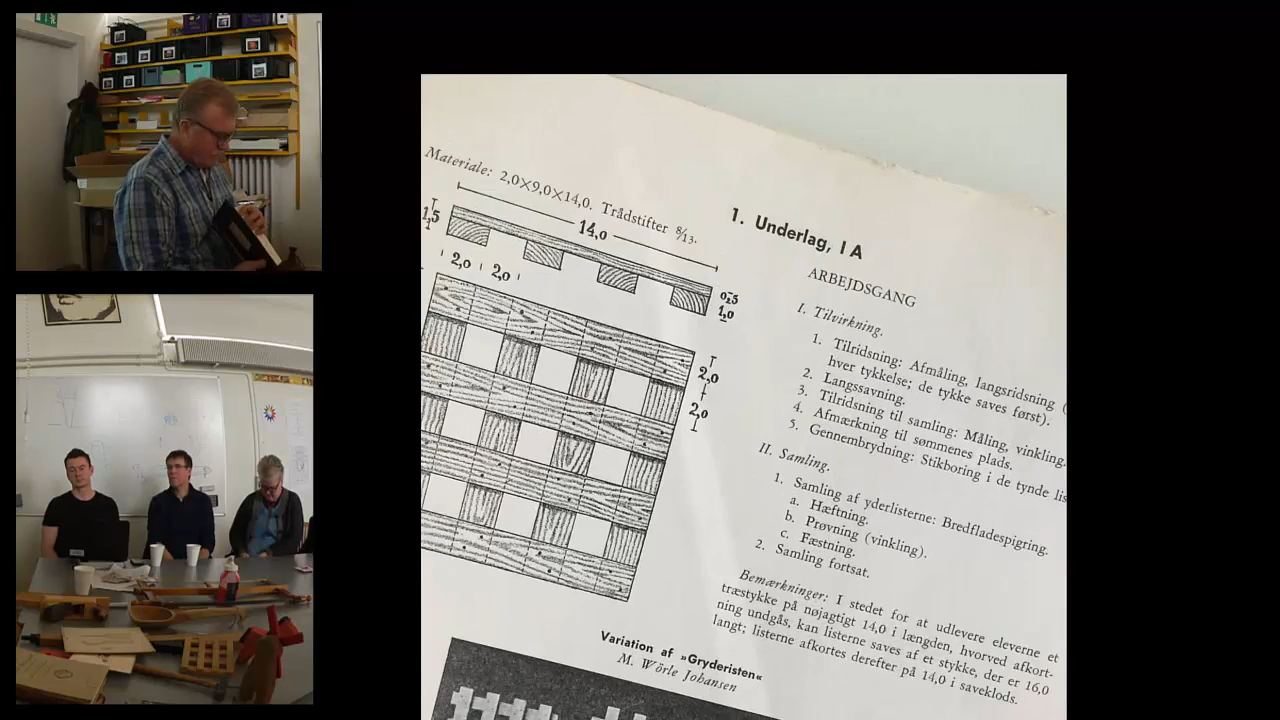 Materiale: 2,0×9,0×14,0. Trådstifter 8/13.
1,5
14,0
2,0
2,0
0,5
1,0
2,0
2,0
1. Underlag, I A
ARBEJDSGANG
I. Tilvirkning.
1. Tilridsning: Afmåling, langsridsning (
hver tykkelse; de tykke saves først).
2. Langssavning.
3. Tilridsning til samling: Måling, vinkling.
4. Afmærkning til sømmenes plads.
5. Gennembrydning: Stikboring i de tynde lis
II. Samling.
1. Samling af yderlisterne: Bredfladespigring.
a. Hæftning.
b. Prøvning (vinkling).
c. Fæstning.
2. Samling fortsat.
Bemærkninger: I stedet for at udlevere eleverne et
træstykke på nøjagtigt 14,0 i længden, hvorved afkort-
ning undgås, kan listerne saves af et stykke, der er 16,0
langt; listerne afkortes derefter på 14,0 i saveklods.
Variation af »Gryderisten«
M. Wörle Johansen